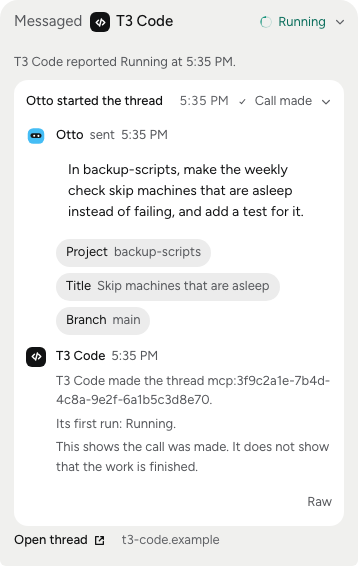 Messaged T3 Code Running
T3 Code reported Running at 5:35 PM.
Otto started the thread 5:35 PM ✓ Call made
Otto sent 5:35 PM
In backup-scripts, make the weekly
check skip machines that are asleep
instead of failing, and add a test for it.
Project backup-scripts
Title Skip machines that are asleep
Branch main
T3 Code 5:35 PM
T3 Code made the thread mcp:3f9c2a1e-7b4d-
4c8a-9e2f-6a1b5c3d8e70.
Its first run: Running.
This shows the call was made. It does not show
that the work is finished.
Raw
Open thread t3-code.example